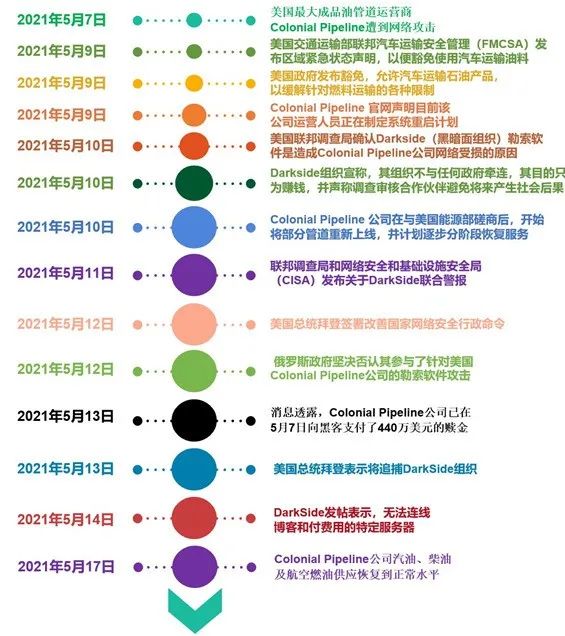 2021年5月7日
美国最大成品油管道运营商
Colonial Pipeline遭到网络攻击
2021年5月9日
美国交通运输部联邦汽车运输安全管理（FMCSA）发
布区域紧急状态声明，以便豁免使用汽车运输油料
2021年5月9日
美国政府发布豁免，允许汽车运输石油产品，
以缓解针对燃料运输的各种限制
2021年5月9日
Colonial Pipeline 官网声明目前该
公司运营人员正在制定系统重启计划
2021年5月10日
美国联邦调查局确认Darkside（黑暗面组织）勒索软
件是造成Colonial Pipeline公司网络受损的原因
2021年5月10日
Darkside组织宣称，其组织不与任何政府牵连，其目的只
为赚钱，并声称调查审核合作伙伴避免将来产生社会后果
2021年5月10日
Colonial Pipeline 公司在与美国能源部磋商后，开始
将部分管道重新上线，并计划逐步分阶段恢复服务
2021年5月11日
联邦调查局和网络安全和基础设施安全局
（CISA）发布关于DarkSide联合警报
2021年5月12日
美国总统拜登签署改善国家网络安全行政命令
2021年5月12日
俄罗斯政府坚决否认其参与了针对美国
Colonial Pipeline公司的勒索软件攻击
2021年5月13日
消息透露，Colonial Pipeline公司已在
5月7日向黑客支付了440万美元的赎金
2021年5月13日
美国总统拜登表示将追捕DarkSide组织
2021年5月14日
DarkSide发帖表示，无法连线
博客和付费用的特定服务器
2021年5月17日
Colonial Pipeline公司汽油、柴油
及航空燃油供应恢复到正常水平